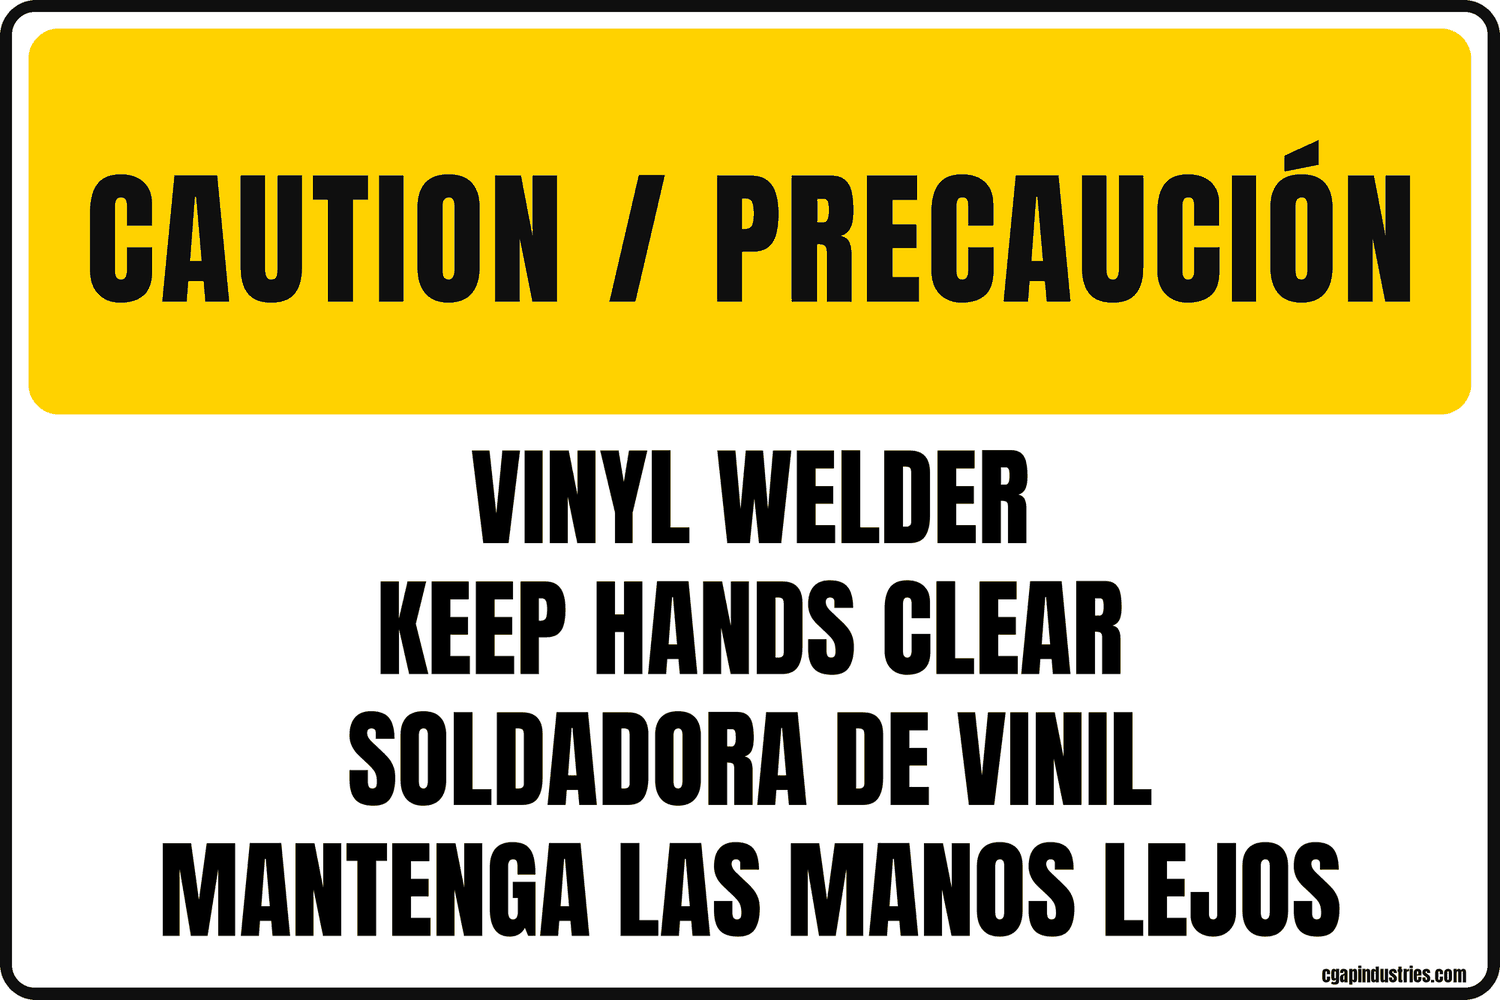 CAUTION / PRECAUCIÓN
VINYL WELDER
KEEP HANDS CLEAR
SOLDADORA DE VINIL
MANTENGA LAS MANOS LEJOS
cgapindustries.com